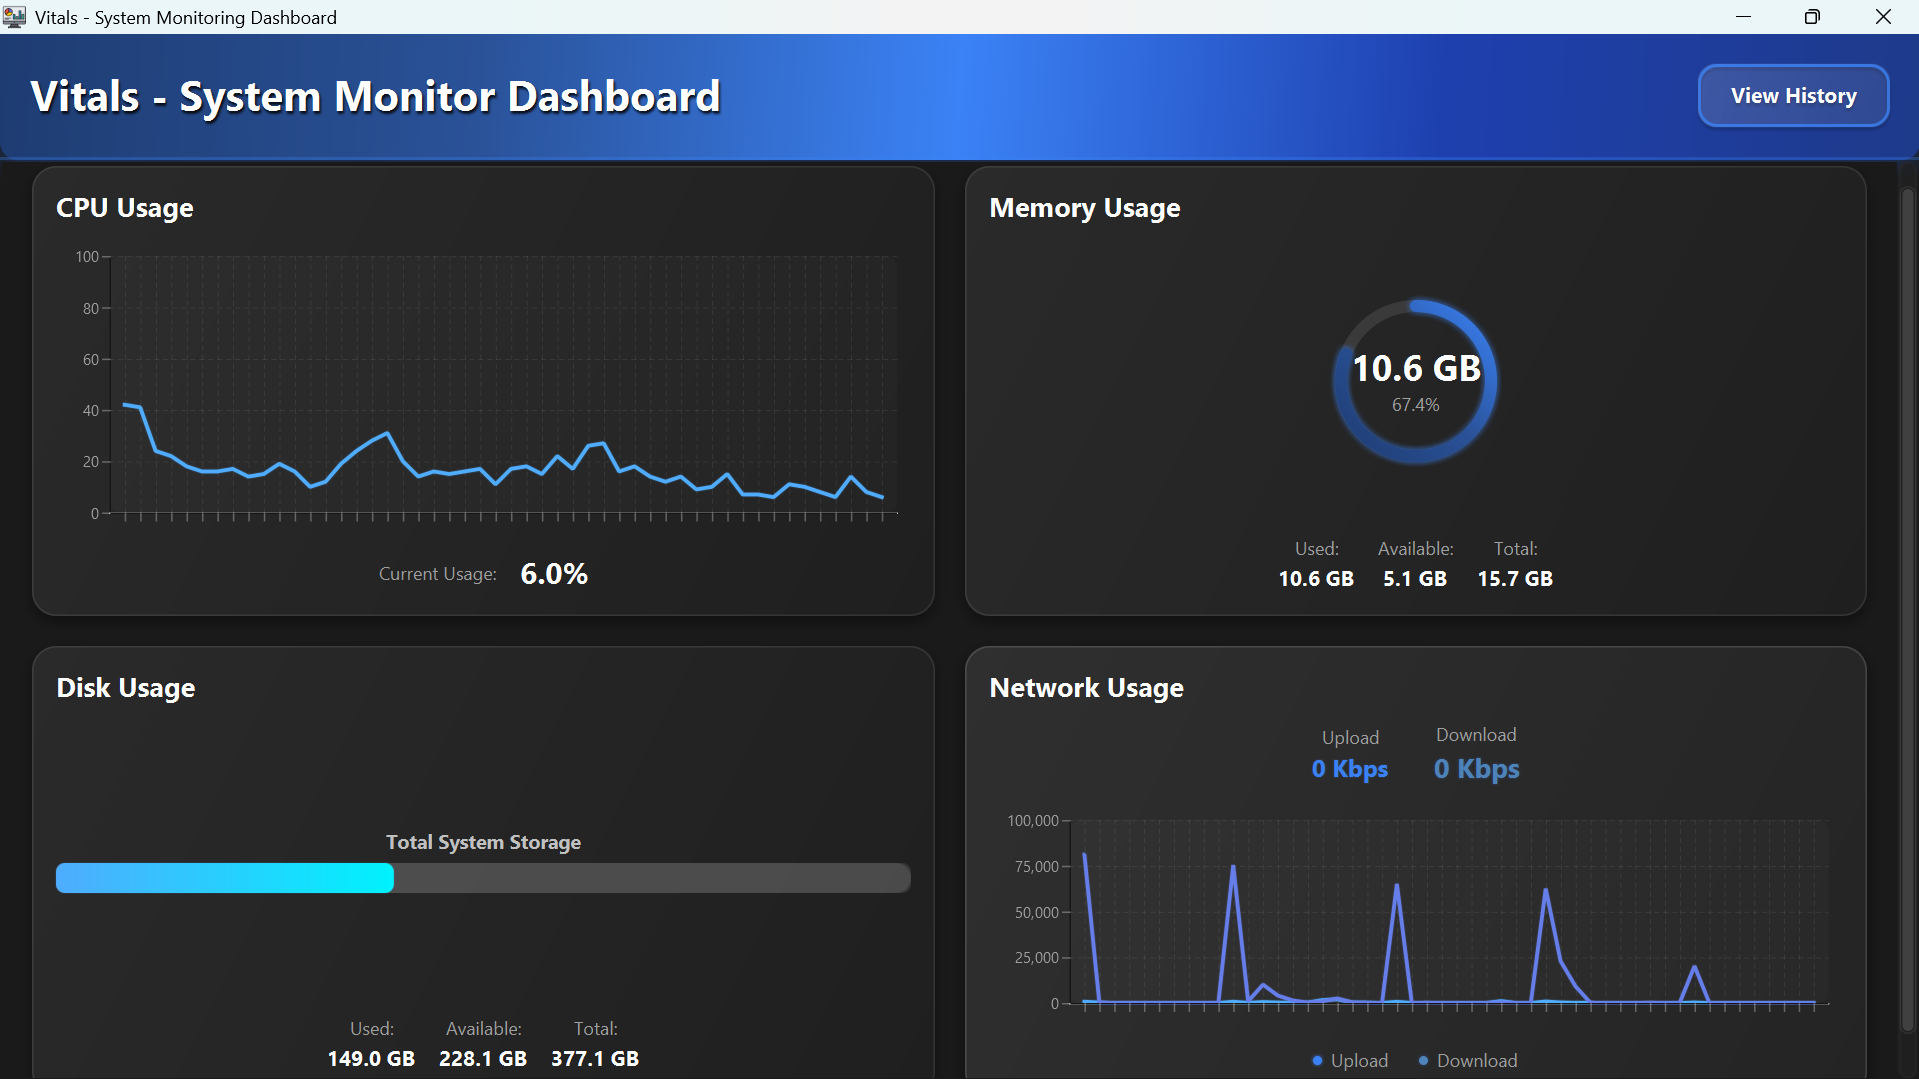 Vitals - System Monitoring Dashboard
Vitals - System Monitor Dashboard
View History
CPU Usage
100
80
60
40
20
0
Current Usage: 6.0%
Memory Usage
10.6 GB
67.4%
Used: Available: Total:
10.6 GB 5.1 GB 15.7 GB
Disk Usage
Total System Storage
Used: Available: Total:
149.0 GB 228.1 GB 377.1 GB
Network Usage
Upload Download
0 Kbps 0 Kbps
100,000
75,000
50,000
25,000
0
Upload Download